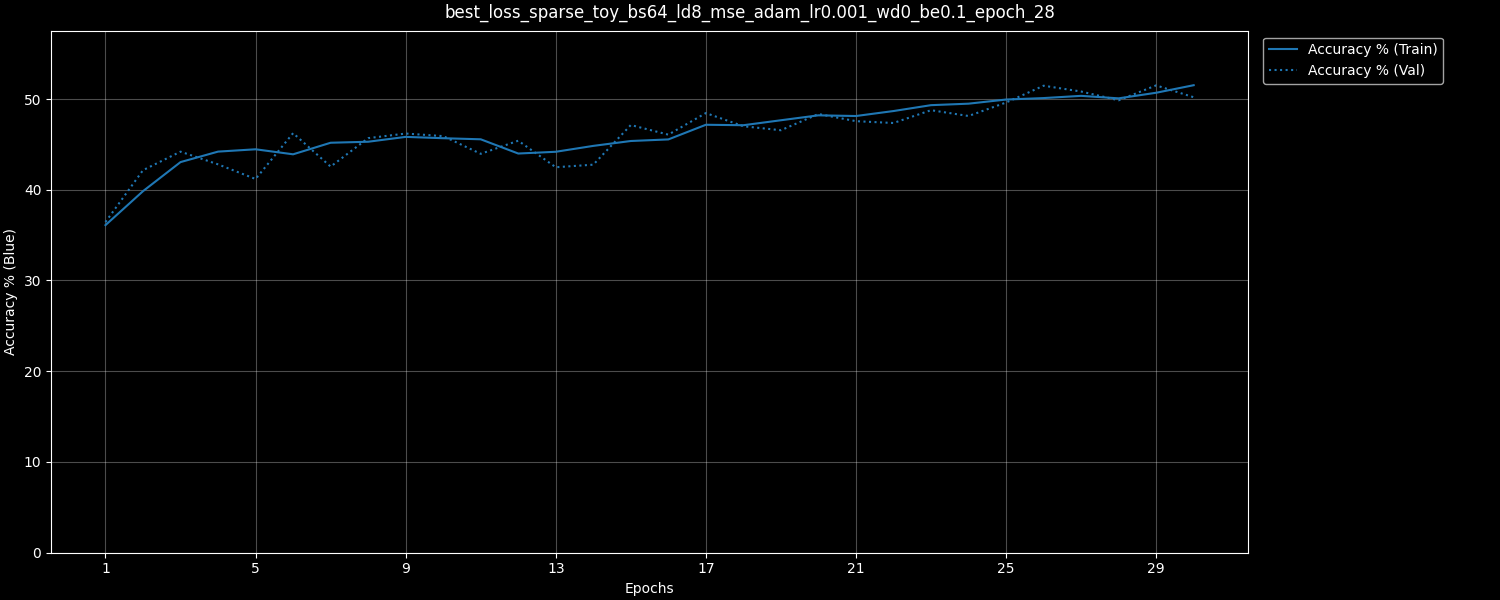 best_loss_sparse_toy_bs64_ld8_mse_adam_lr0.001_wd0_be0.1_epoch_28
Accuracy % (Train)
Accuracy % (Val)
Accuracy % (Blue)
50
40
30
20
10
0
1 5 9 13 17 21 25 29
Epochs